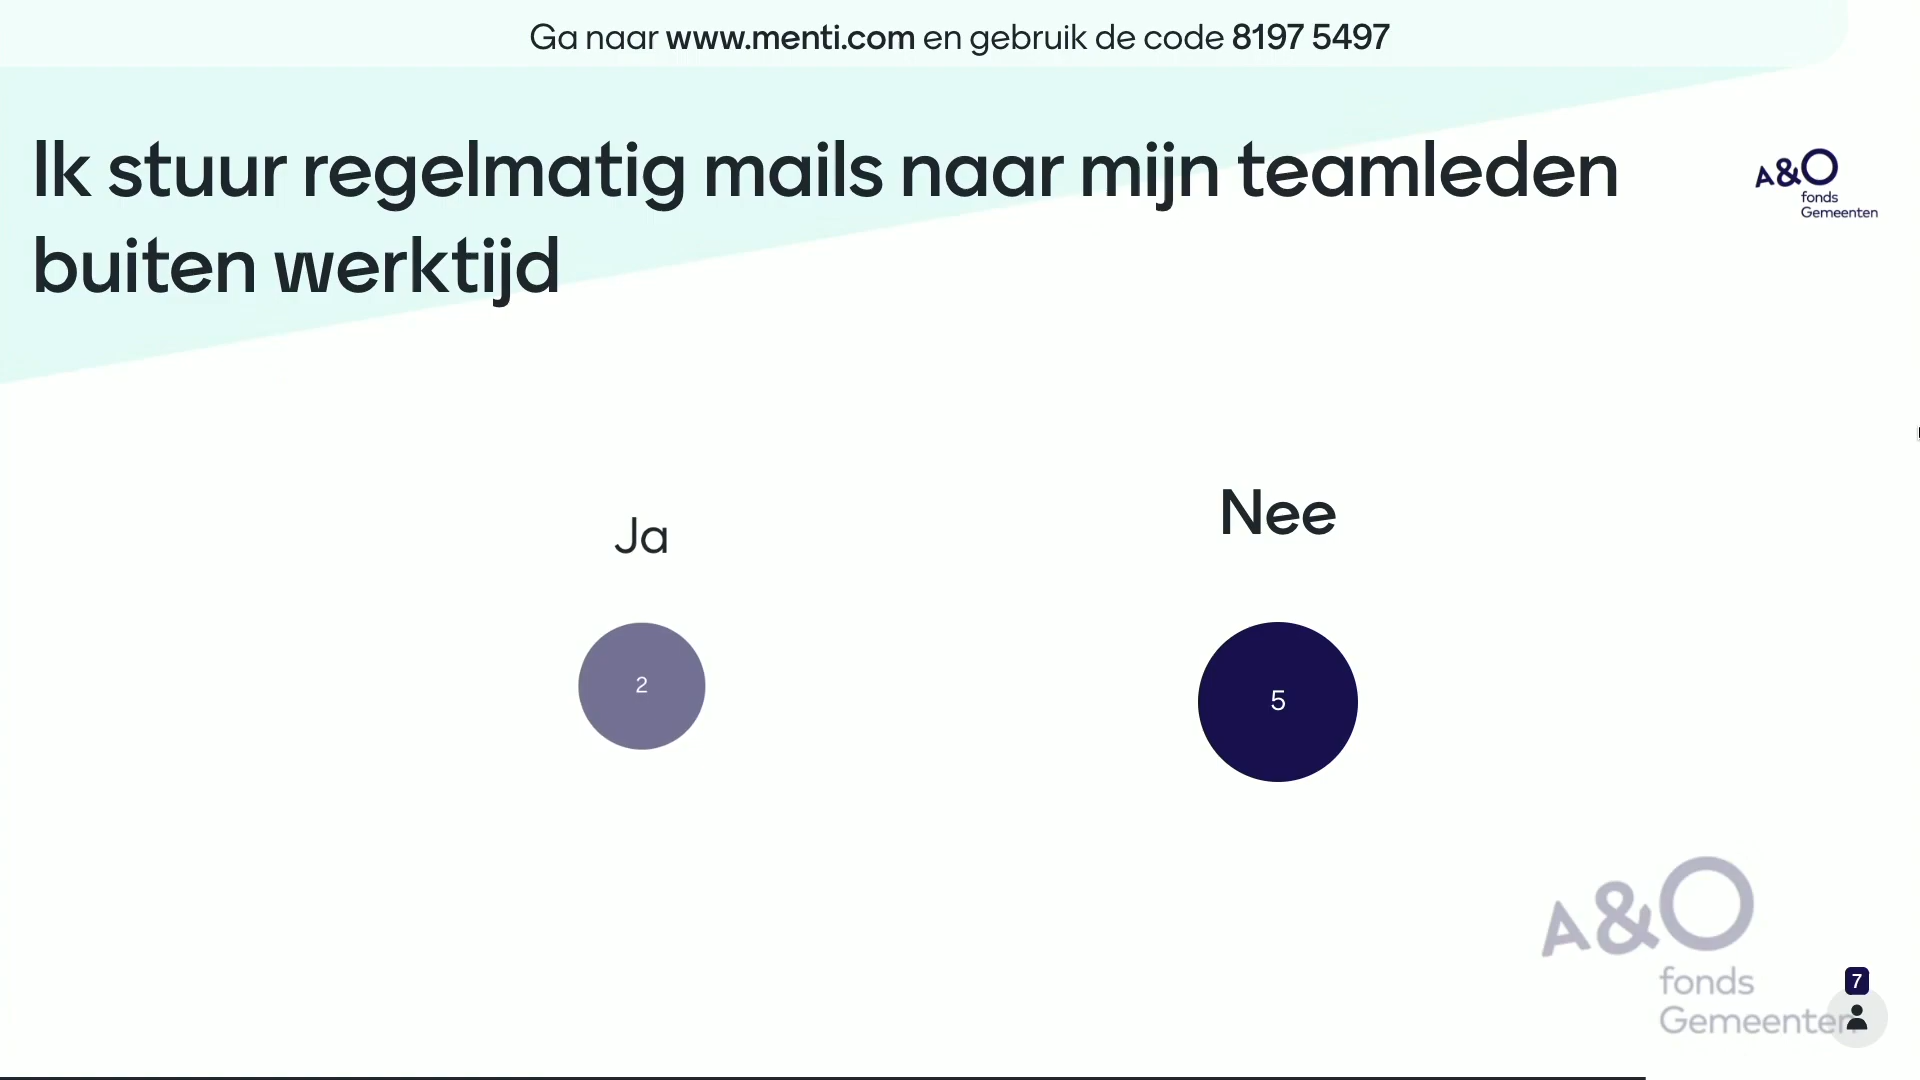 Ga naar www.menti.com en gebruik de code 8197 5497
Ik stuur regelmatig mails naar mijn teamleden
buiten werktijd
A&O
fonds
Gemeenten
Ja
Nee
2
5
A&O
fonds
Gemeenten
7